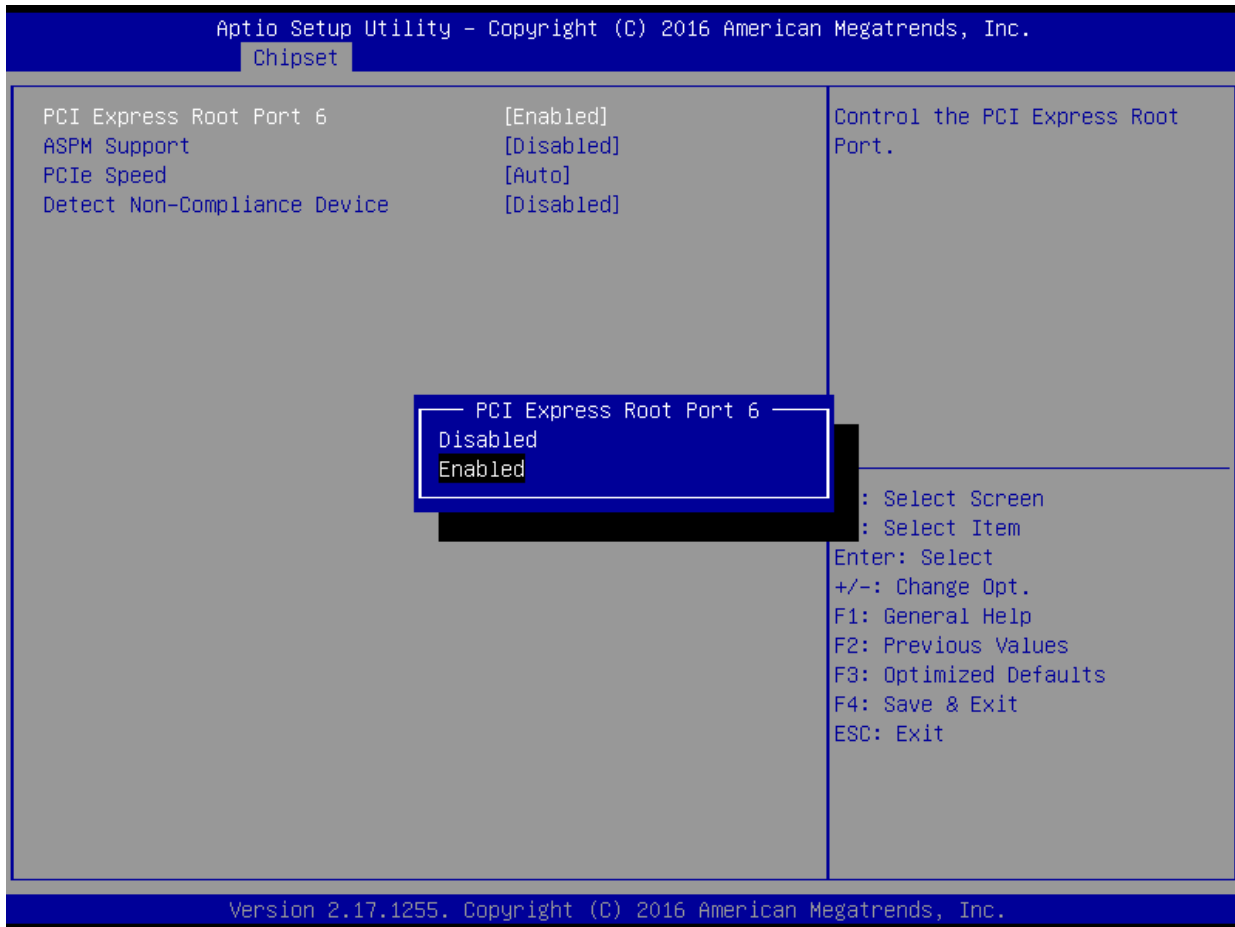 Aptio Setup Utility – Copyright (C) 2016 American Megatrends, Inc.
Chipset
PCI Express Root Port 6 [Enabled]
ASPM Support [Disabled]
PCIe Speed [Auto]
Detect Non-Compliance Device [Disabled]
Control the PCI Express Root
Port.
PCI Express Root Port 6
Disabled
Enabled
: Select Screen
: Select Item
Enter: Select
+/-: Change Opt.
F1: General Help
F2: Previous Values
F3: Optimized Defaults
F4: Save & Exit
ESC: Exit
Version 2.17.1255. Copyright (C) 2016 American Megatrends, Inc.